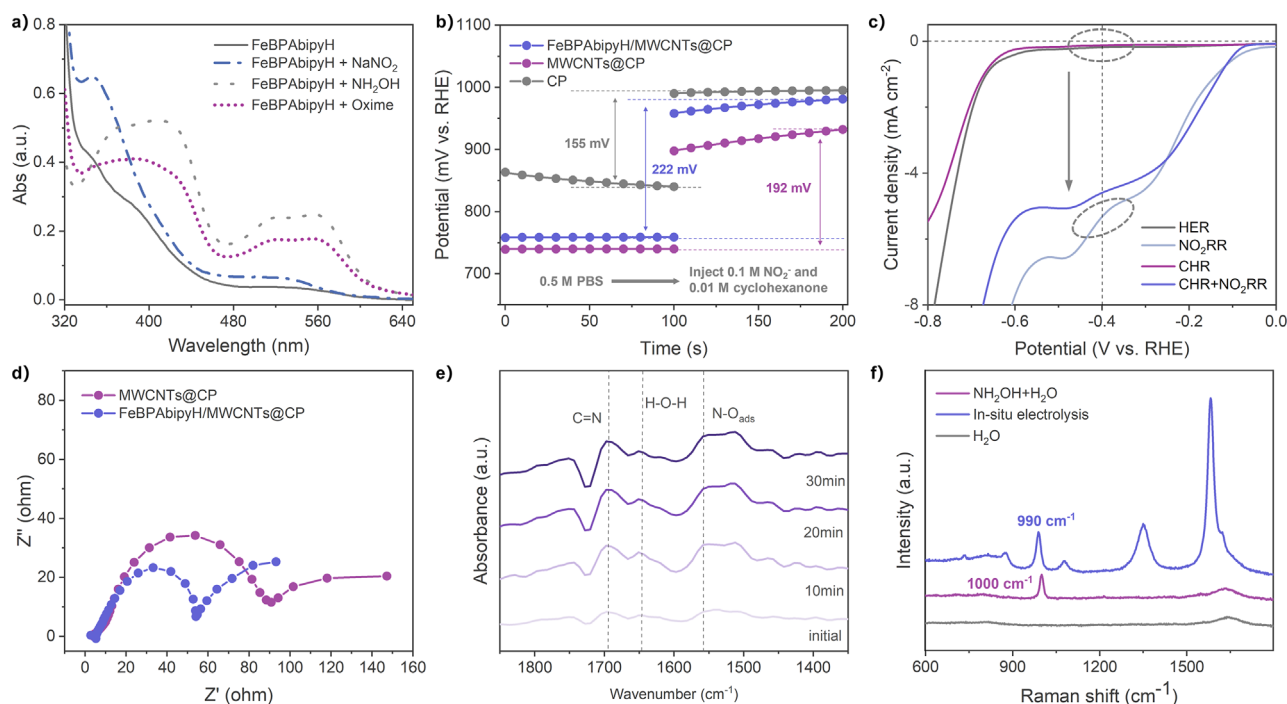 a)
0.8
0.6
0.4
0.2
0.0
Abs (a.u.)
FeBPAbipyH
FeBPAbipyH + NaNO₂
FeBPAbipyH + NH₂OH
FeBPAbipyH + Oxime
320
400
480
560
640
Wavelength (nm)
b)
1100
1000
900
800
700
Potential (mV vs. RHE)
FeBPAbipyH/MWCNTs@CP
MWCNTs@CP
CP
155 mV
222 mV
192 mV
0.5 M PBS
Inject 0.1 M NO₂⁻ and
0.01 M cyclohexanone
0
50
100
150
200
Time (s)
c)
0
-2
-4
-6
-8
Current density (mA cm⁻²)
HER
NO₂RR
CHR
CHR+NO₂RR
-0.8
-0.6
-0.4
-0.2
0.0
Potential (V vs. RHE)
d)
80
60
40
20
0
Z" (ohm)
MWCNTs@CP
FeBPAbipyH/MWCNTs@CP
0
20
40
60
80
100
120
140
160
Z' (ohm)
e)
Absorbance (a.u.)
C=N
H-O-H
N-Oads
30min
20min
10min
initial
1800
1700
1600
1500
1400
Wavenumber (cm⁻¹)
f)
Intensity (a.u.)
NH₂OH+H₂O
In-situ electrolysis
H₂O
990 cm⁻¹
1000 cm⁻¹
600
900
1200
1500
Raman shift (cm⁻¹)